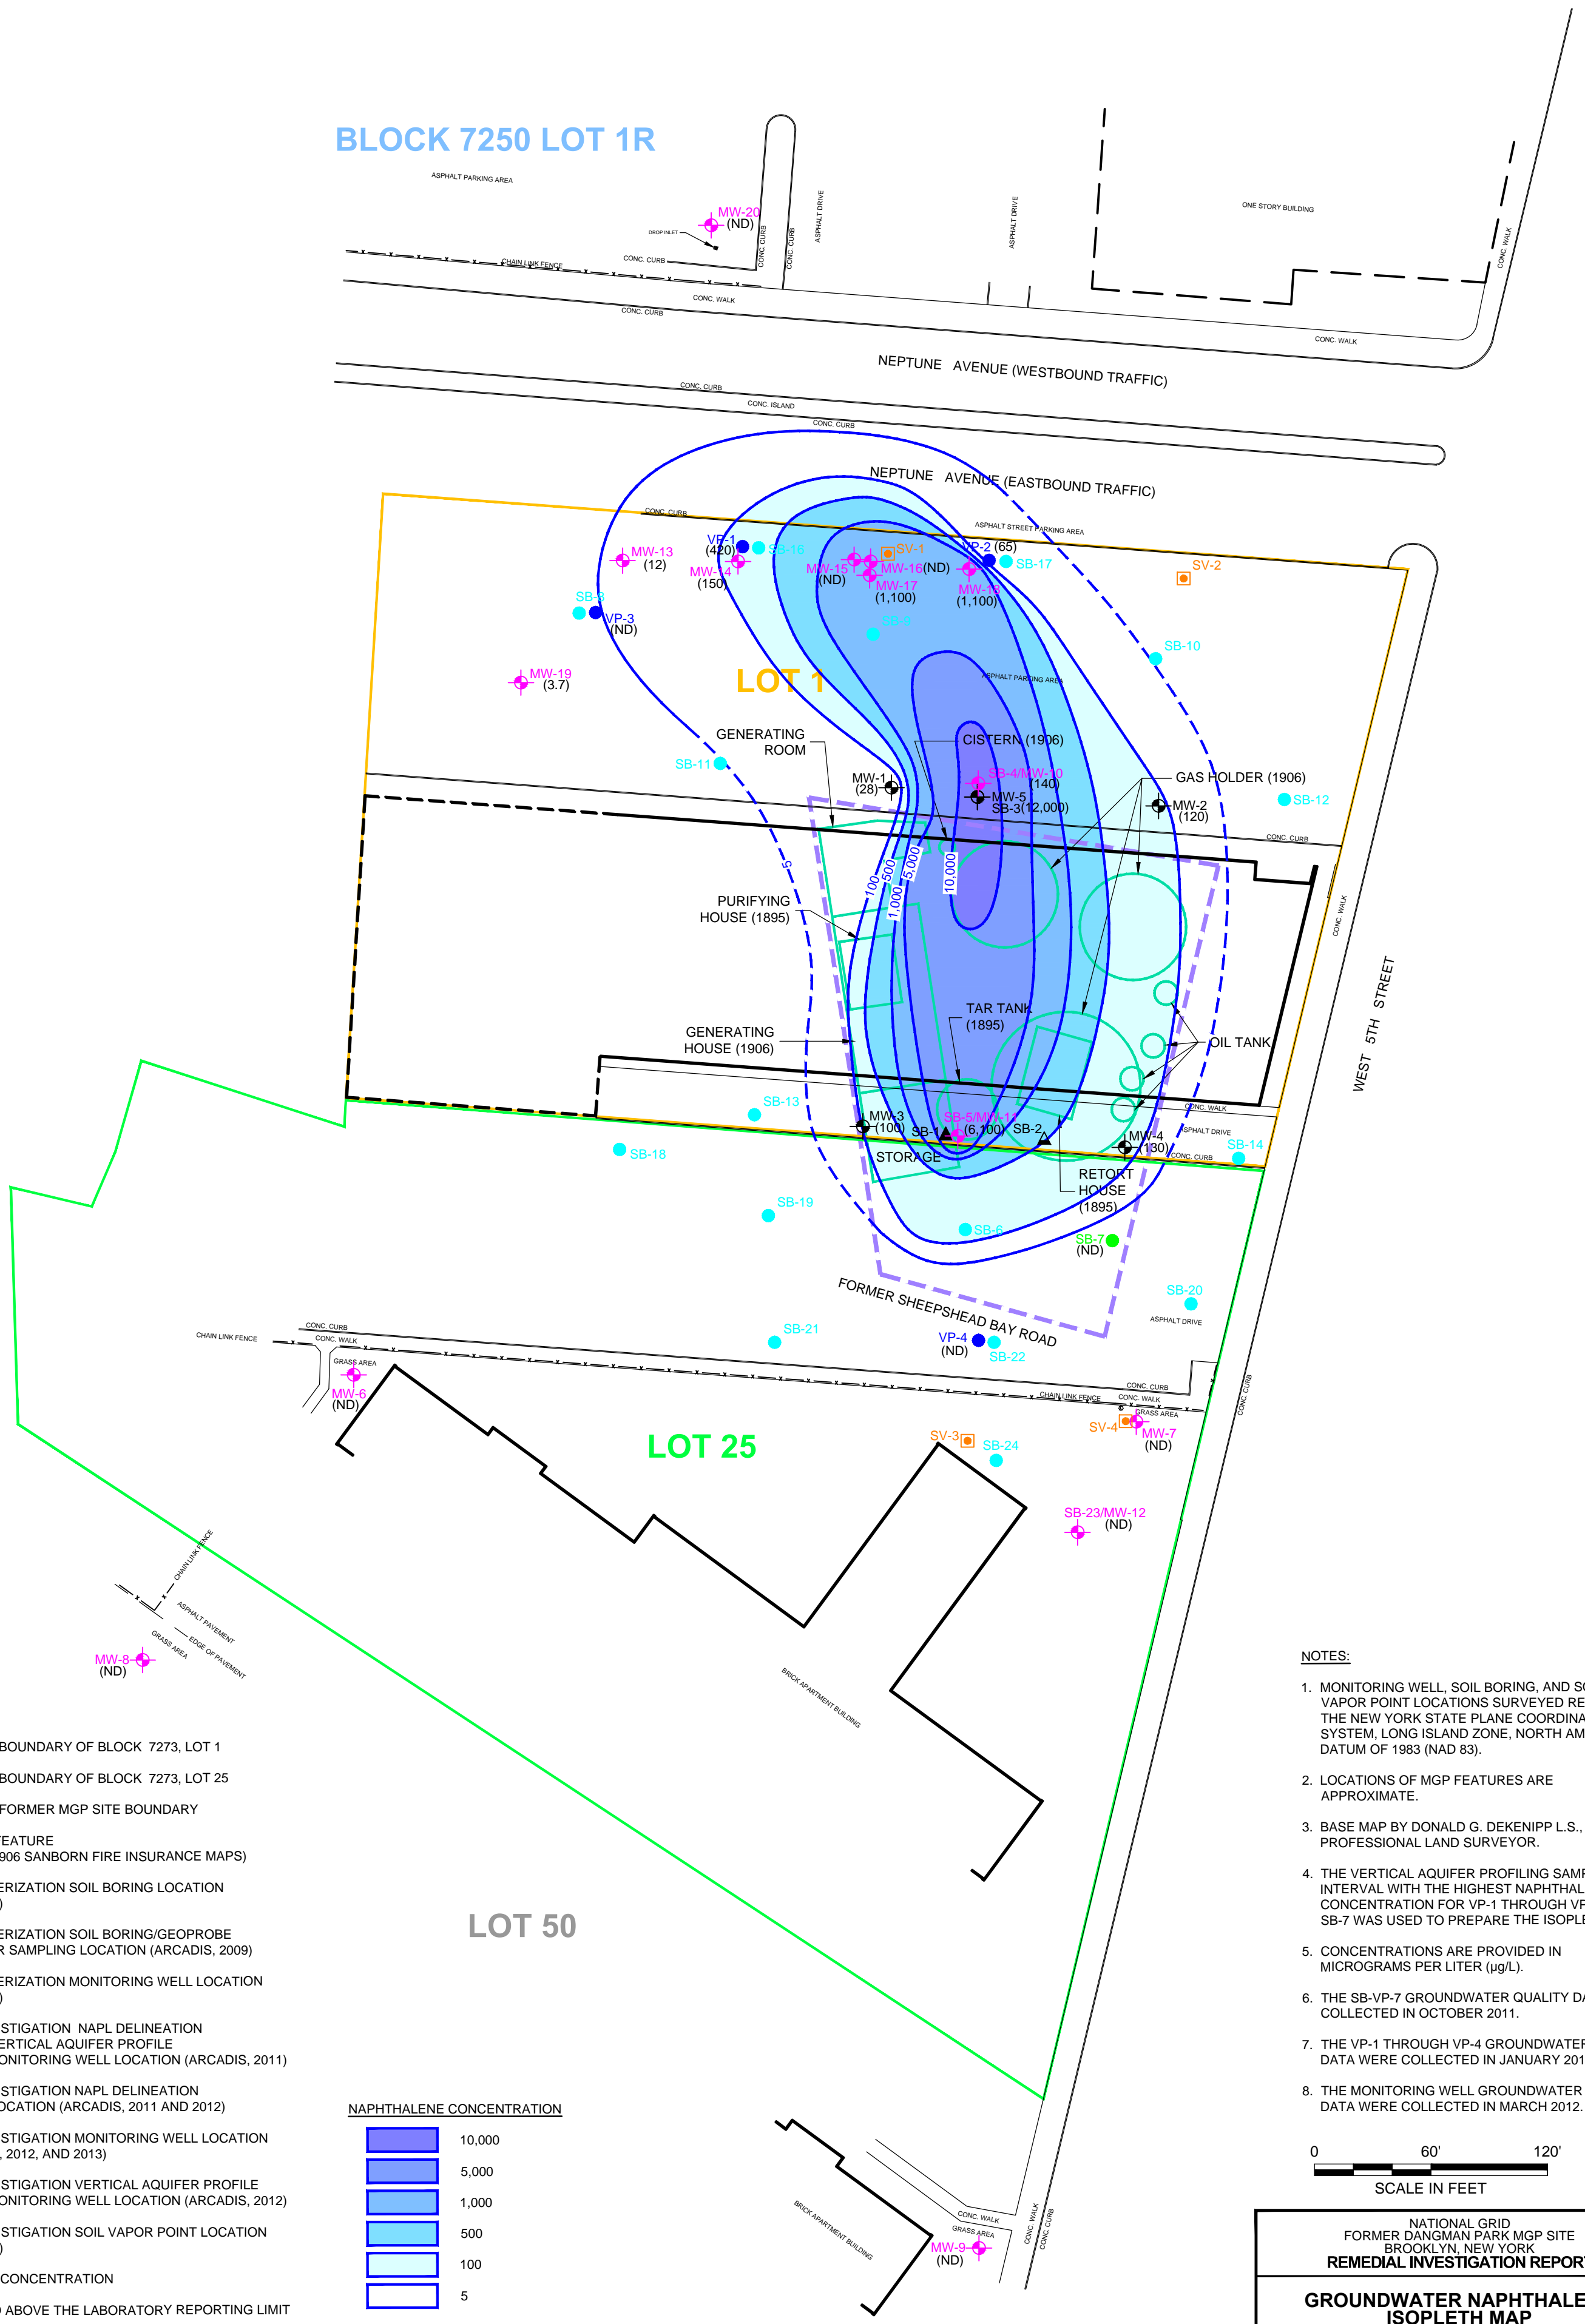 BLOCK 7250 LOT 1R
ASPHALT PARKING AREA
MW-20
(ND)
DROP INLET
CHAIN LINK FENCE
CONC. CURB
CONC. CURB
CONC. CURB
ASPHALT DRIVE
ASPHALT DRIVE
ONE STORY BUILDING
CONC. WALK
CONC. WALK
CONC. CURB
CONC. WALK
NEPTUNE AVENUE (WESTBOUND TRAFFIC)
CONC. CURB
CONC. ISLAND
CONC. CURB
NEPTUNE AVENUE (EASTBOUND TRAFFIC)
CONC. CURB
ASPHALT STREET PARKING AREA
VP-1
(420)
SB-16
MW-13
(12)
MW-14
(150)
MW-15
(ND)
SV-1
MW-16 (ND)
MW-17
(1,100)
VP-2 (65)
SB-17
MW-18
(1,100)
SV-2
SB-8
VP-3
(ND)
SB-9
SB-10
MW-19
(3.7)
LOT 1
ASPHALT PARKING AREA
GENERATING
ROOM
CISTERN (1906)
SB-11
MW-1
(28)
SB-4/MW-10
(140)
MW-5
SB-3 (12,000)
GAS HOLDER (1906)
MW-2
(120)
SB-12
CONC. CURB
5
100
500
1,000
5,000
10,000
PURIFYING
HOUSE (1895)
CONC. WALK
WEST 5TH STREET
TAR TANK
(1895)
GENERATING
HOUSE (1906)
OIL TANK
SB-13
MW-3
(100)
SB-1
SB-5/MW-11
(6,100)
SB-2
MW-4
(130)
CONC. WALK
ASPHALT DRIVE
CONC. CURB
SB-14
SB-18
STORAGE
RETORT
HOUSE
(1895)
SB-19
SB-6
SB-7
(ND)
FORMER SHEEPSHEAD BAY ROAD
SB-20
ASPHALT DRIVE
SB-21
VP-4
(ND)
SB-22
CHAIN LINK FENCE
CONC. CURB
CONC. WALK
GRASS AREA
MW-6
(ND)
CHAIN LINK FENCE
CONC. CURB
CONC. WALK
GRASS AREA
CONC. CURB
SV-4
MW-7
(ND)
LOT 25
SV-3
SB-24
SB-23/MW-12
(ND)
CHAIN LINK FENCE
ASPHALT PAVEMENT
EDGE OF PAVEMENT
GRASS AREA
MW-8
(ND)
BRICK APARTMENT BUILDING
LOT 50
BOUNDARY OF BLOCK 7273, LOT 1
BOUNDARY OF BLOCK 7273, LOT 25
FORMER MGP SITE BOUNDARY
EATURE
906 SANBORN FIRE INSURANCE MAPS)
ERIZATION SOIL BORING LOCATION
)
ERIZATION SOIL BORING/GEOPROBE
R SAMPLING LOCATION (ARCADIS, 2009)
ERIZATION MONITORING WELL LOCATION
)
STIGATION NAPL DELINEATION
ERTICAL AQUIFER PROFILE
ONITORING WELL LOCATION (ARCADIS, 2011)
STIGATION NAPL DELINEATION
OCATION (ARCADIS, 2011 AND 2012)
STIGATION MONITORING WELL LOCATION
, 2012, AND 2013)
STIGATION VERTICAL AQUIFER PROFILE
ONITORING WELL LOCATION (ARCADIS, 2012)
STIGATION SOIL VAPOR POINT LOCATION
)
CONCENTRATION
ABOVE THE LABORATORY REPORTING LIMIT
NAPHTHALENE CONCENTRATION
10,000
5,000
1,000
500
100
5
BRICK APARTMENT BUILDING
CONC. WALK
GRASS AREA
MW-9
(ND)
CONC. WALK
CONC. CURB
NOTES:
1. MONITORING WELL, SOIL BORING, AND SO
VAPOR POINT LOCATIONS SURVEYED RE
THE NEW YORK STATE PLANE COORDINA
SYSTEM, LONG ISLAND ZONE, NORTH AM
DATUM OF 1983 (NAD 83).
2. LOCATIONS OF MGP FEATURES ARE
APPROXIMATE.
3. BASE MAP BY DONALD G. DEKENIPP L.S.,
PROFESSIONAL LAND SURVEYOR.
4. THE VERTICAL AQUIFER PROFILING SAMP
INTERVAL WITH THE HIGHEST NAPHTHAL
CONCENTRATION FOR VP-1 THROUGH VP
SB-7 WAS USED TO PREPARE THE ISOPLE
5. CONCENTRATIONS ARE PROVIDED IN
MICROGRAMS PER LITER (µg/L).
6. THE SB-VP-7 GROUNDWATER QUALITY DA
COLLECTED IN OCTOBER 2011.
7. THE VP-1 THROUGH VP-4 GROUNDWATER
DATA WERE COLLECTED IN JANUARY 201
8. THE MONITORING WELL GROUNDWATER
DATA WERE COLLECTED IN MARCH 2012.
0 60' 120'
SCALE IN FEET
NATIONAL GRID
FORMER DANGMAN PARK MGP SITE
BROOKLYN, NEW YORK
REMEDIAL INVESTIGATION REPORT
GROUNDWATER NAPHTHALE
ISOPLETH MAP